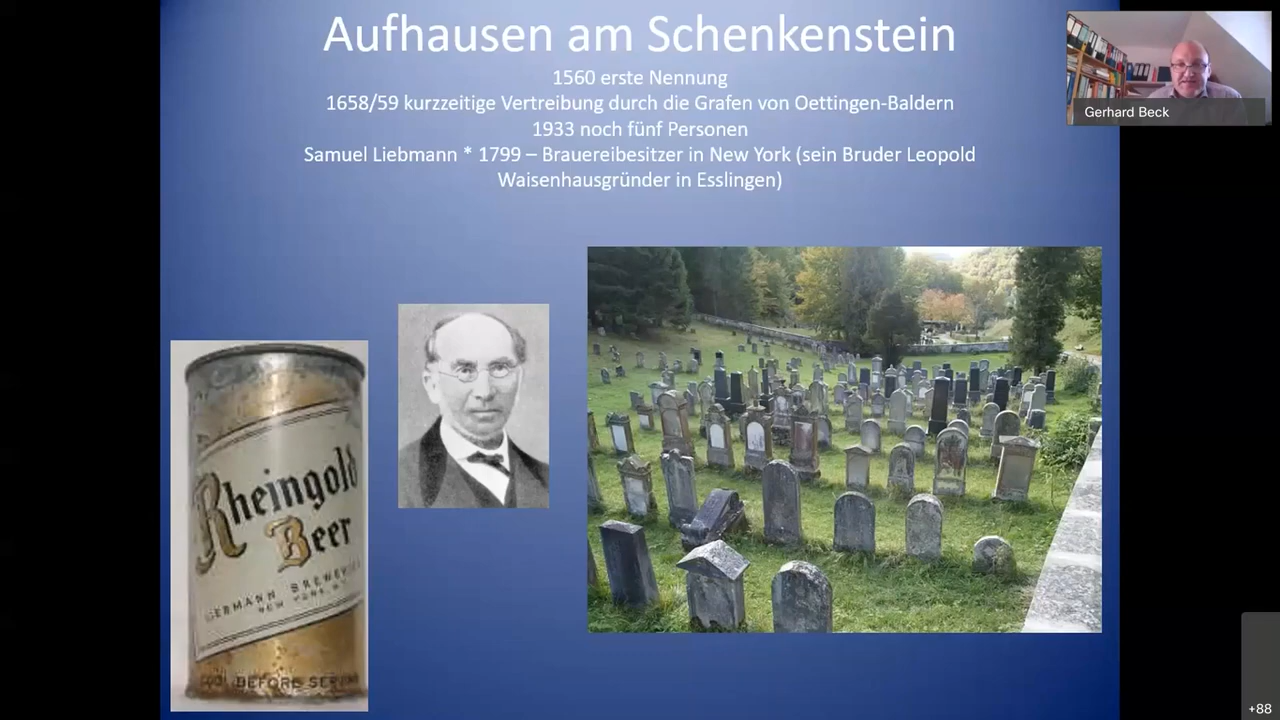 Aufhausen am Schenkenstein
1560 erste Nennung
1658/59 kurzzeitige Vertreibung durch die Grafen von Oettingen-Baldern
1933 noch fünf Personen
Samuel Liebmann * 1799 – Brauereibesitzer in New York (sein Bruder Leopold
Waisenhausgründer in Esslingen)
Gerhard Beck
Rheingold
Beer
NEW YORK
BEFORE
+88